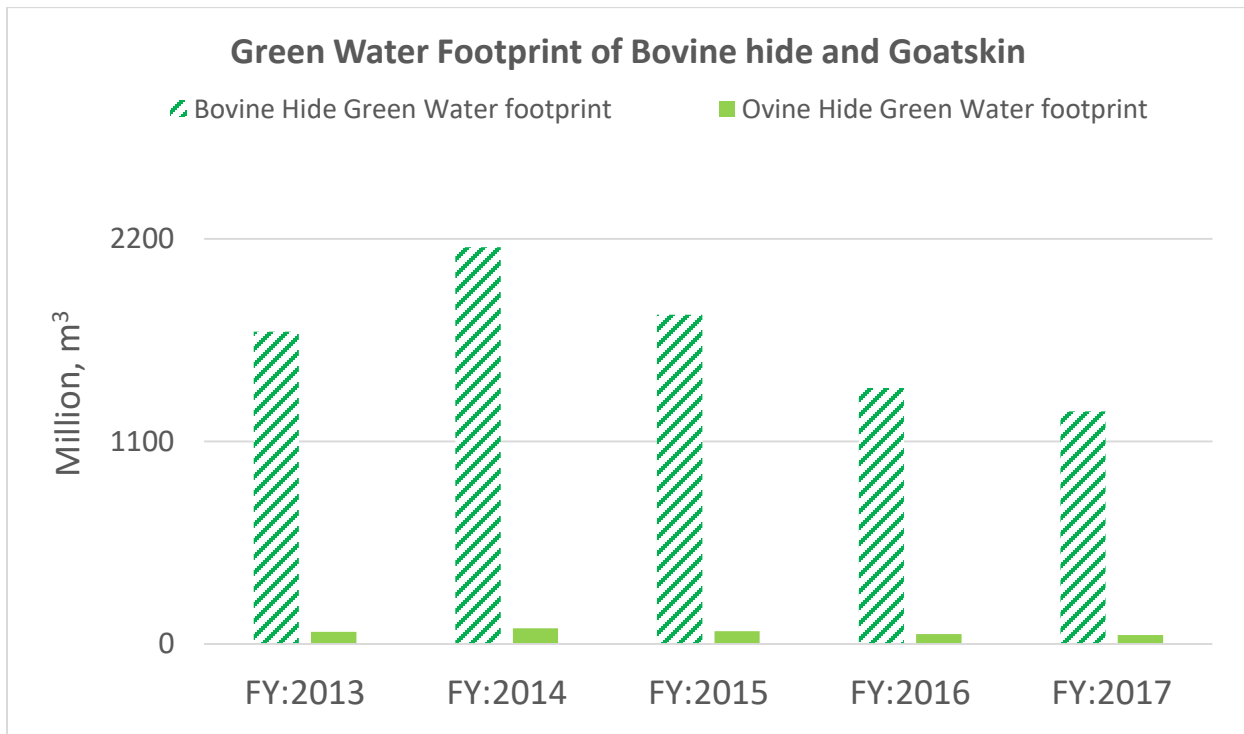 Green Water Footprint of Bovine hide and Goatskin
Bovine Hide Green Water footprint
Ovine Hide Green Water footprint
2200
1100
0
Million, m³
FY:2013 FY:2014 FY:2015 FY:2016 FY:2017